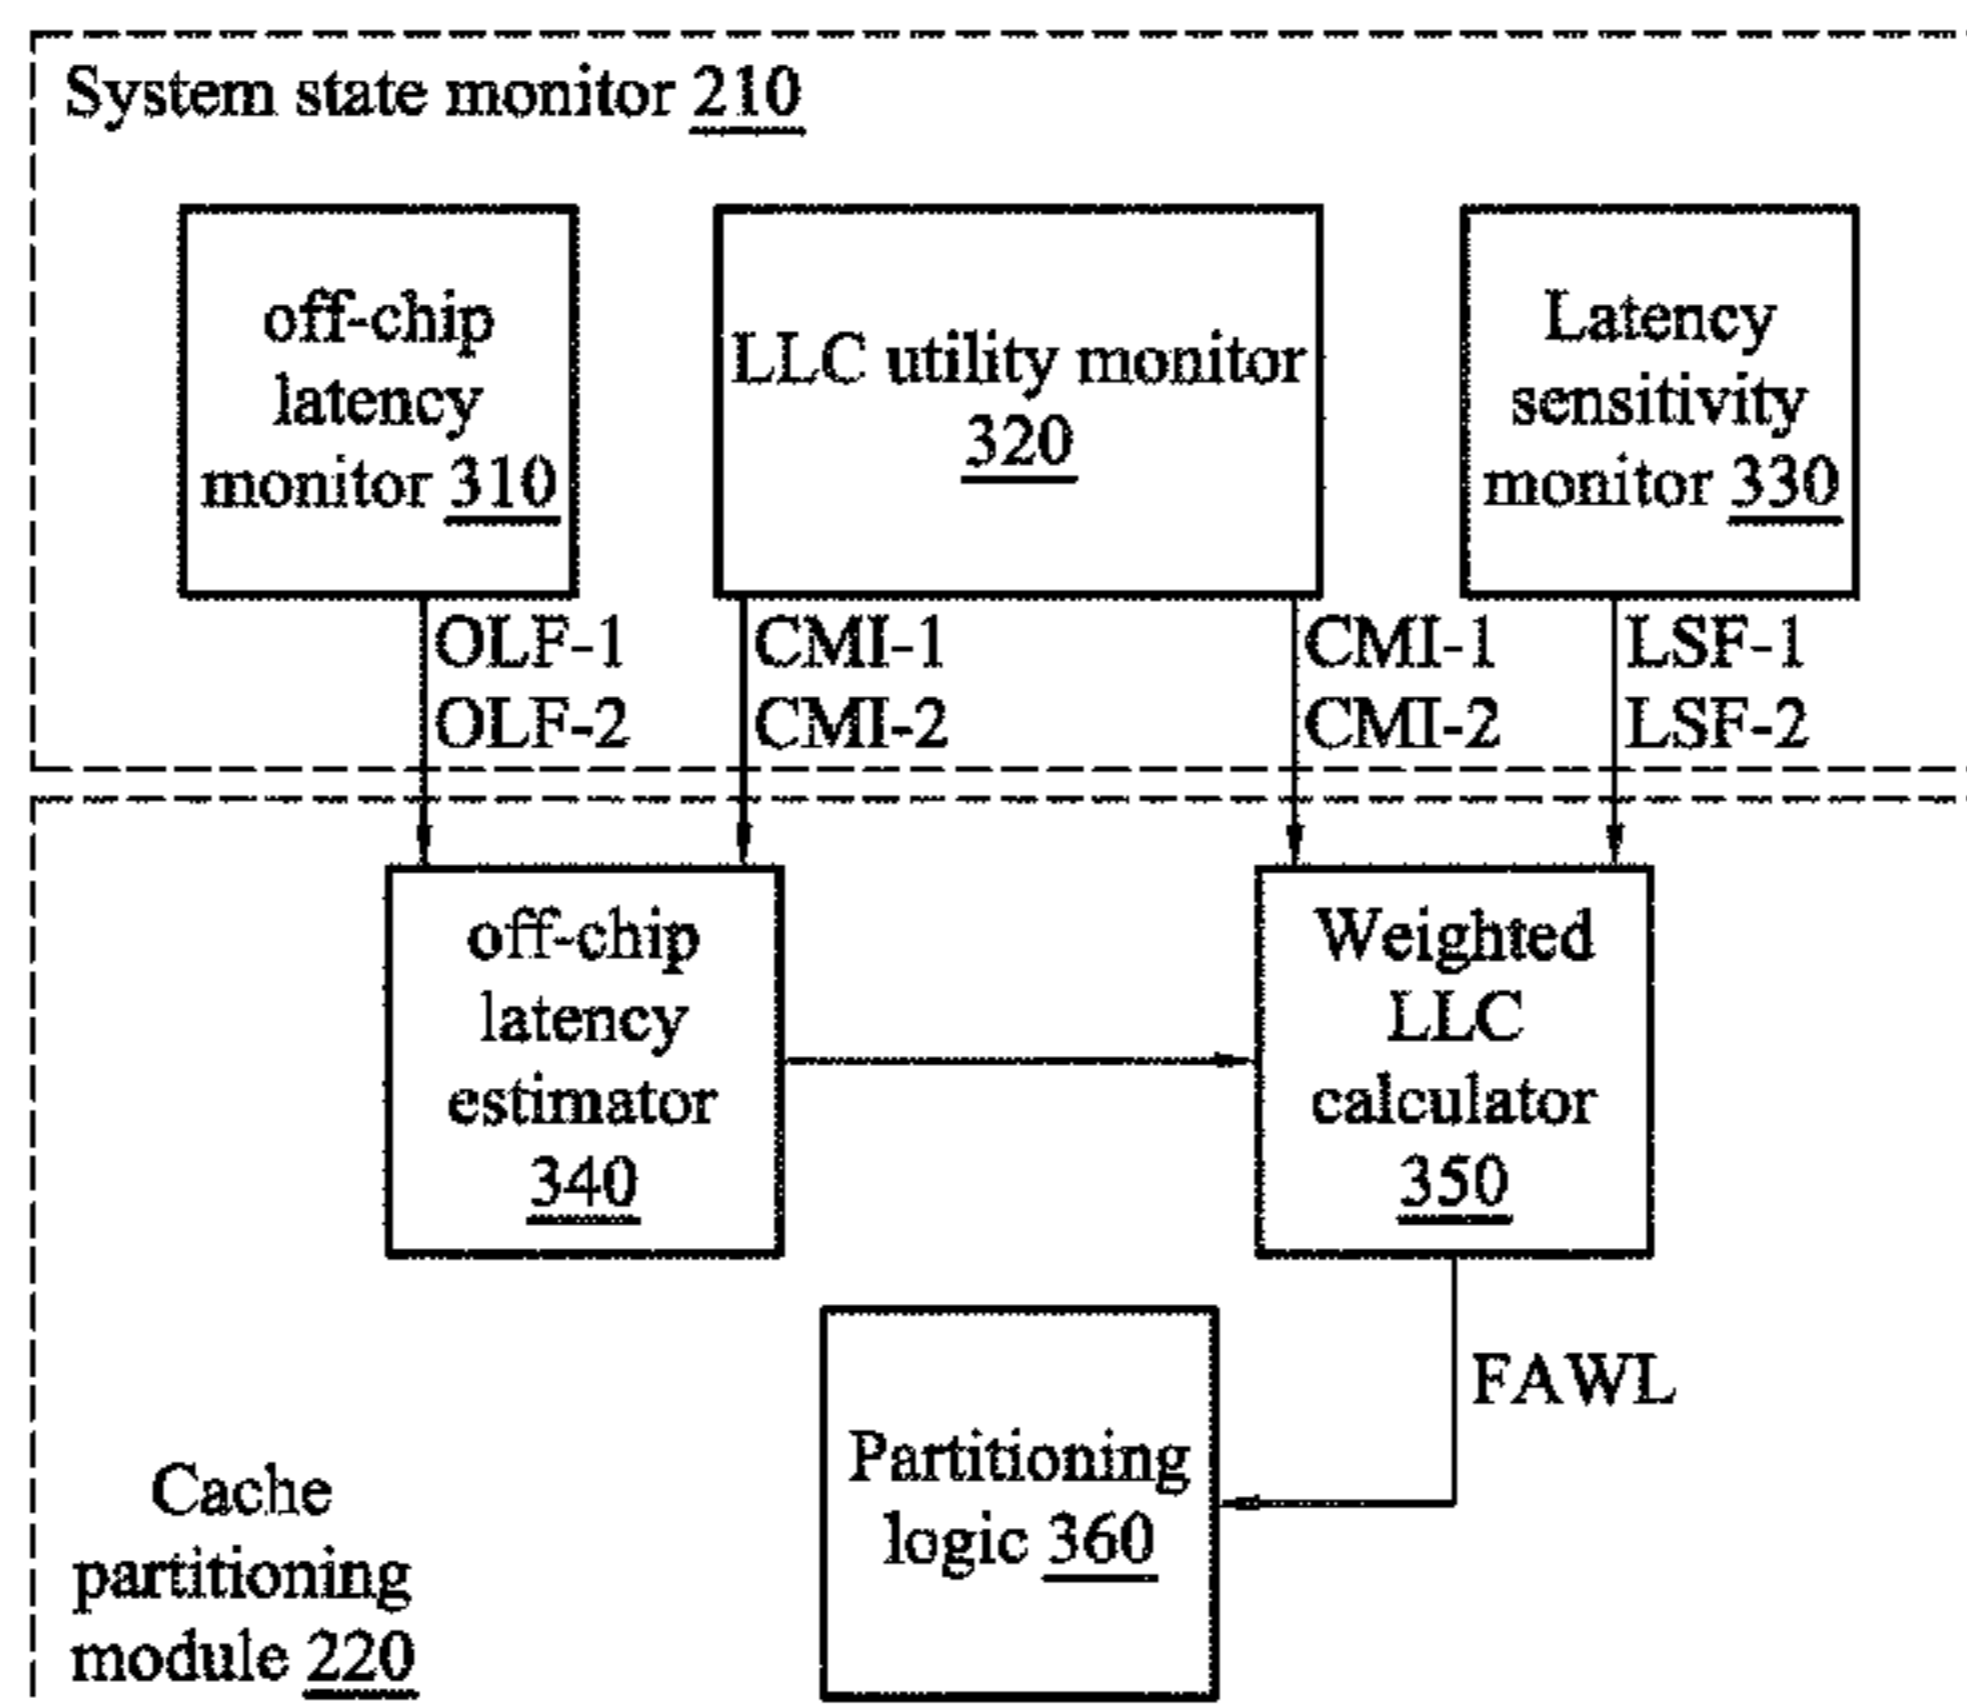 System state monitor 210
off-chip
latency
monitor 310
LLC utility monitor
320
Latency
sensitivity
monitor 330
OLF-1
OLF-2
CMI-1
CMI-2
CMI-1
CMI-2
LSF-1
LSF-2
off-chip
latency
estimator
340
Weighted
LLC
calculator
350
FAWL
Partitioning
logic 360
Cache
partitioning
module 220